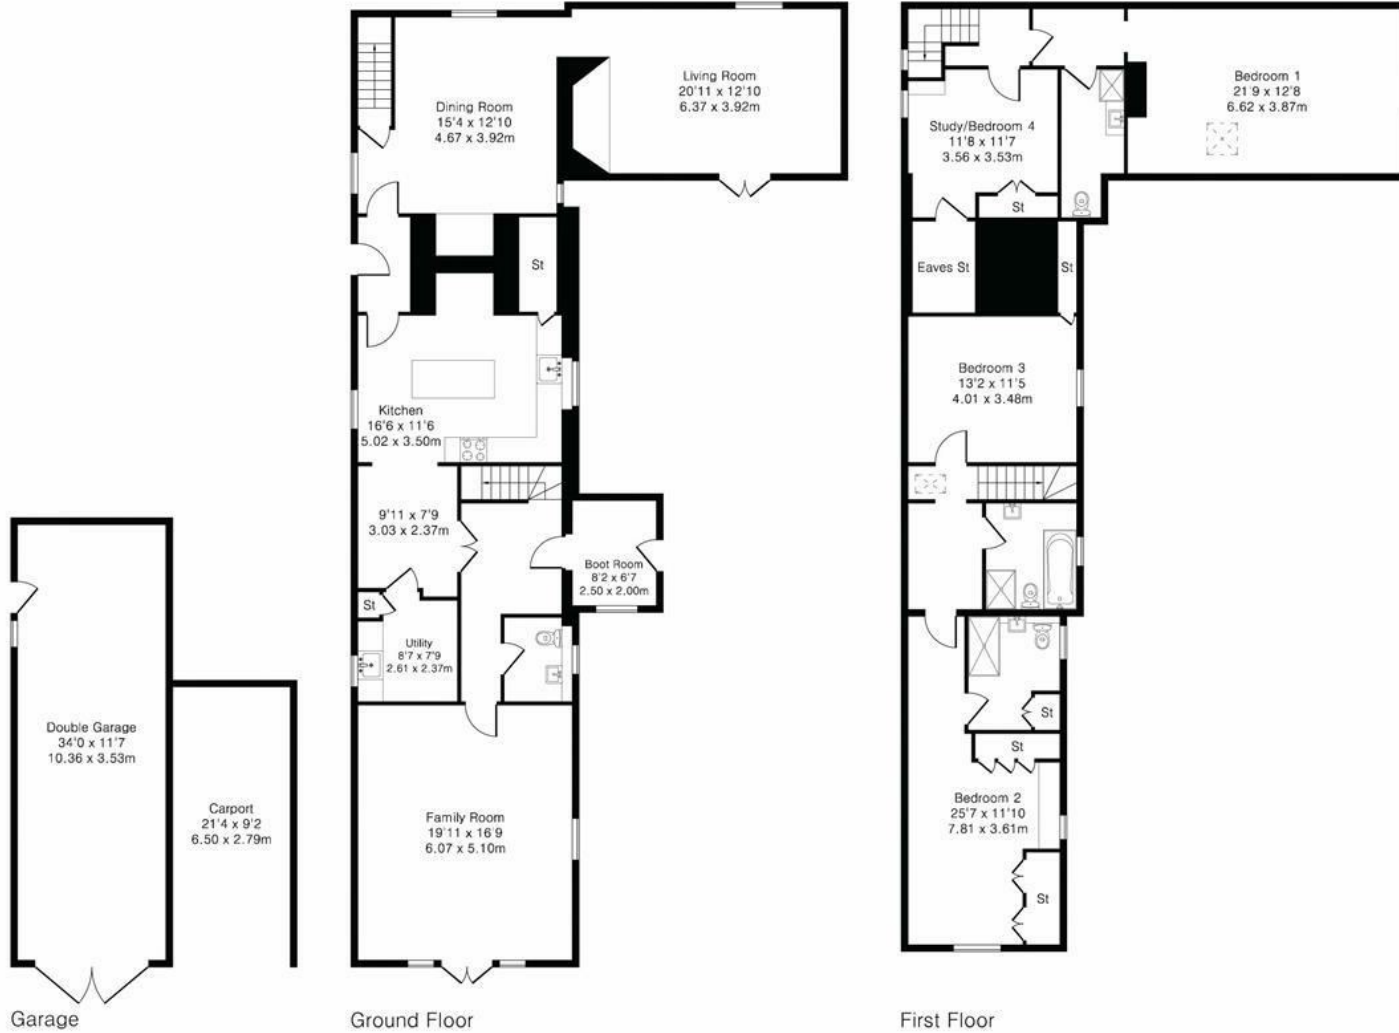 Living Room
20'11 x 12'10
6.37 x 3.92m
Dining Room
15'4 x 12'10
4.67 x 3.92m
St
Kitchen
16'6 x 11'6
5.02 x 3.50m
9'11 x 7'9
3.03 x 2.37m
Boot Room
8'2 x 6'7
2.50 x 2.00m
St
Utility
8'7 x 7'9
2.61 x 2.37m
Family Room
19'11 x 16'9
6.07 x 5.10m
Ground Floor
Double Garage
34'0 x 11'7
10.36 x 3.53m
Carport
21'4 x 9'2
6.50 x 2.79m
Garage
Bedroom 1
21'9 x 12'8
6.62 x 3.87m
Study/Bedroom 4
11'8 x 11'7
3.56 x 3.53m
St
Eaves St
St
Bedroom 3
13'2 x 11'5
4.01 x 3.48m
St
St
Bedroom 2
25'7 x 11'10
7.81 x 3.61m
St
First Floor